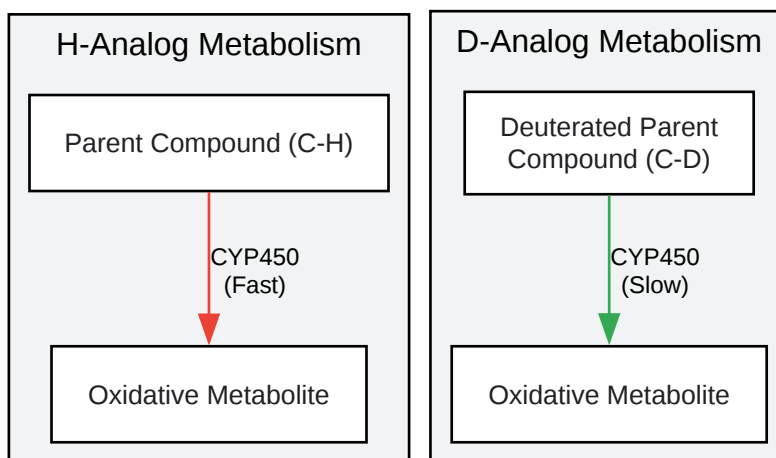 H-Analog Metabolism
Parent Compound (C-H)
CYP450
(Fast)
Oxidative Metabolite
D-Analog Metabolism
Deuterated Parent
Compound (C-D)
CYP450
(Slow)
Oxidative Metabolite